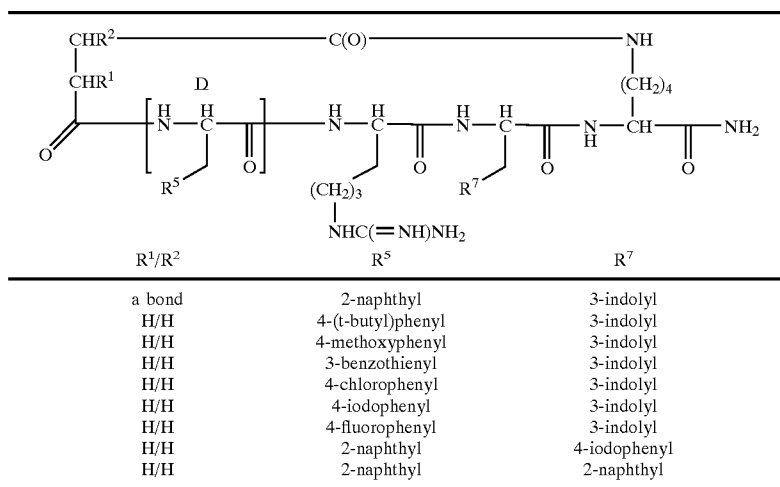 CHR² C(O) NH
CHR¹ D (CH₂)₄
H H H H H H
N C N C N C N CH NH₂
H
O O O O O
R⁵ (CH₂)₃ R⁷
NHC(=NH)NH₂
R¹/R² R⁵ R⁷
a bond 2-naphthyl 3-indolyl
H/H 4-(t-butyl)phenyl 3-indolyl
H/H 4-methoxyphenyl 3-indolyl
H/H 3-benzothienyl 3-indolyl
H/H 4-chlorophenyl 3-indolyl
H/H 4-iodophenyl 3-indolyl
H/H 4-fluorophenyl 3-indolyl
H/H 2-naphthyl 4-iodophenyl
H/H 2-naphthyl 2-naphthyl